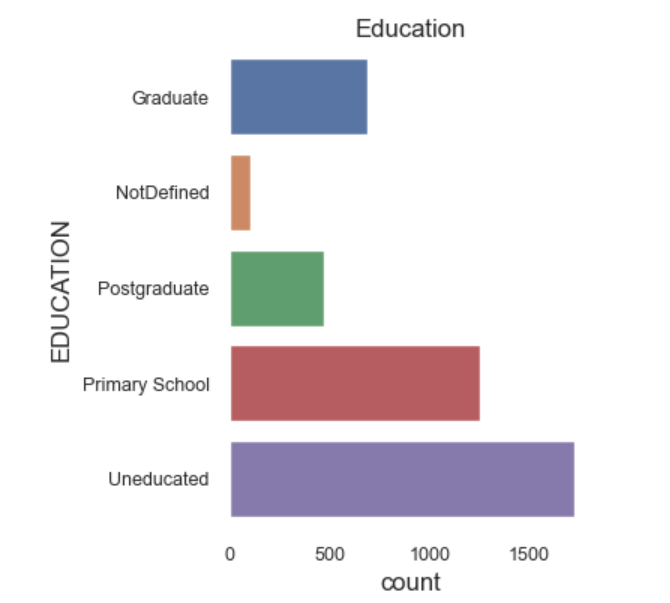 Education
EDUCATION
Graduate
NotDefined
Postgraduate
Primary School
Uneducated
0 500 1000 1500
count